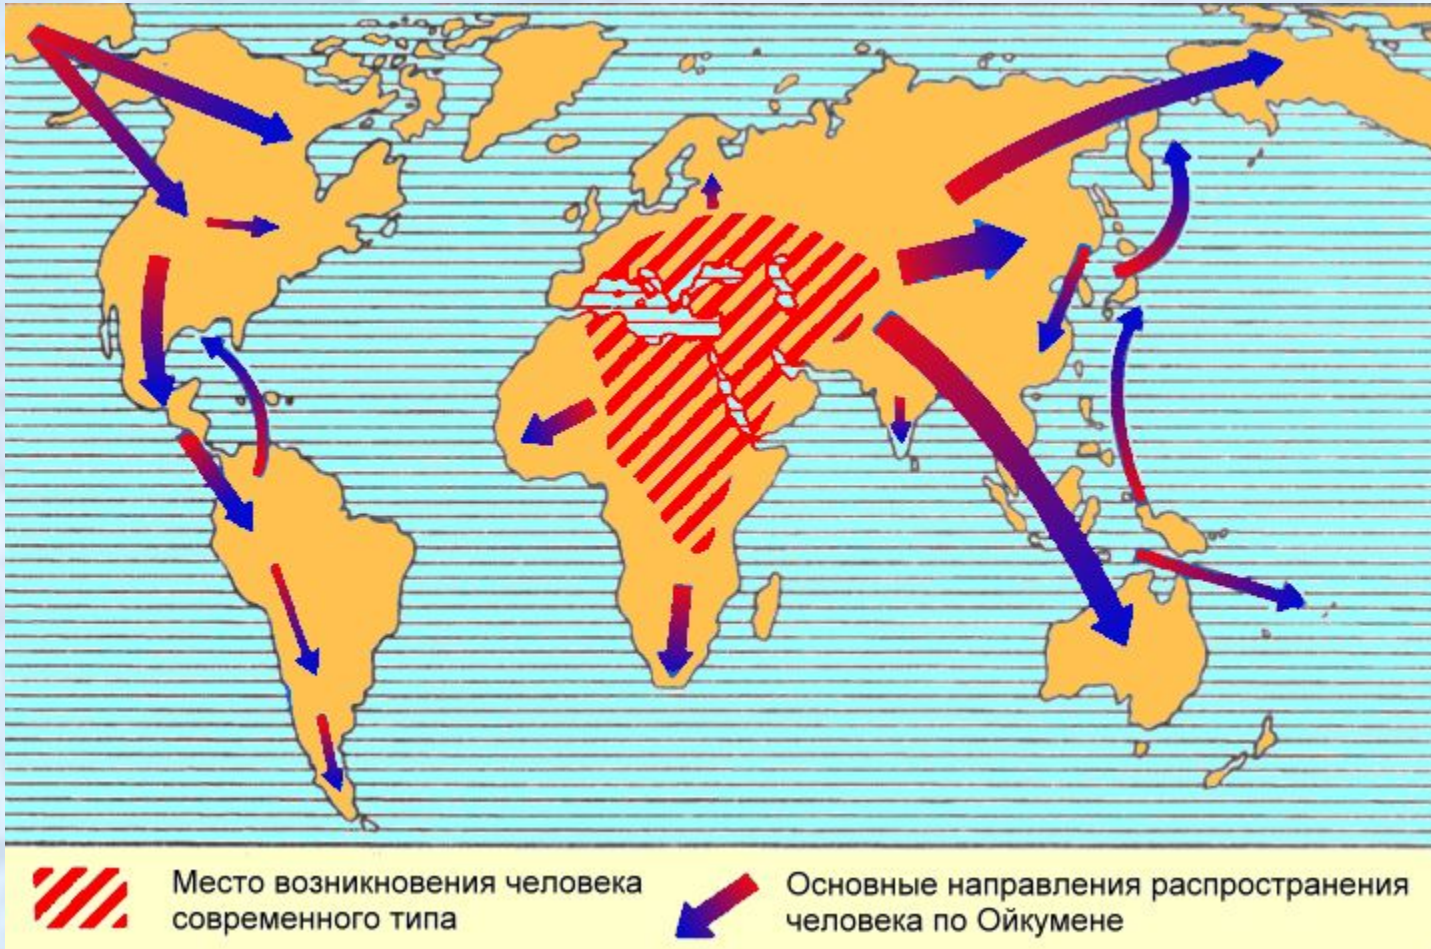 Место возникновения человека
современного типа
Основные направления распространения
человека по Ойкумене